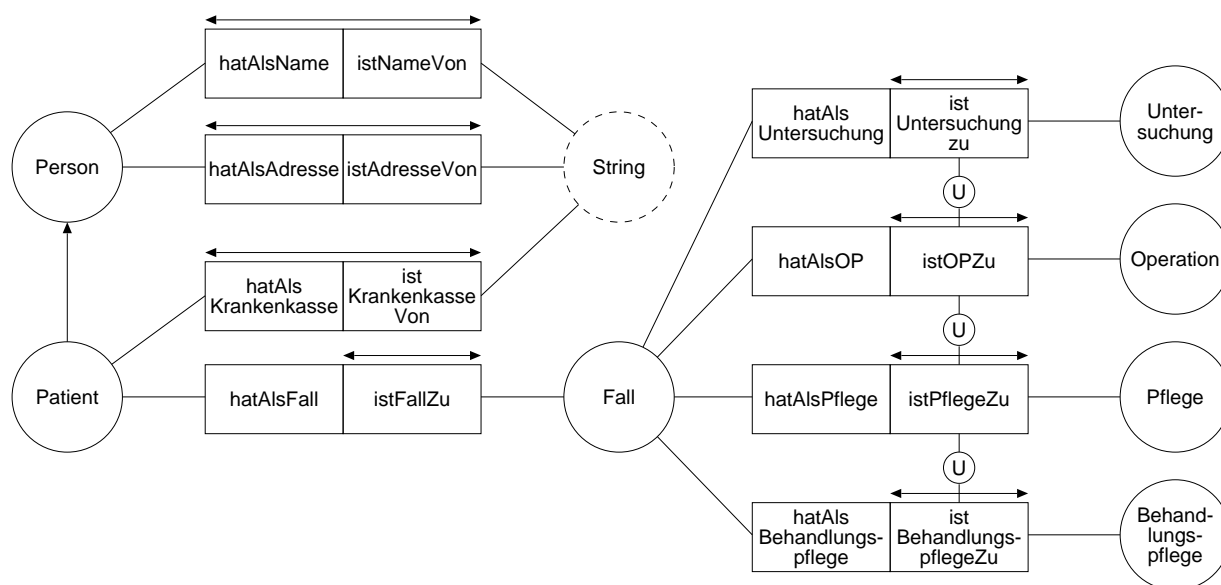 hatAlsName
istNameVon
Person
hatAlsAdresse
istAdresseVon
String
hatAls
Krankenkasse
ist
Krankenkasse
Von
Patient
hatAlsFall
istFallZu
Fall
hatAls
Untersuchung
ist
Untersuchung
zu
Unter-
suchung
U
hatAlsOP
istOPZu
Operation
U
hatAlsPflege
istPflegeZu
Pflege
U
hatAls
Behandlungs-
pflege
ist
Behandlungs-
pflegeZu
Behand-
lungs-
pflege